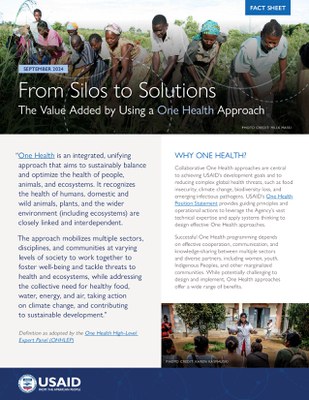 FACT SHEET
SEPTEMBER 2024
From Silos to Solutions
The Value Added by Using a One Health Approach
"One Health is an integrated, unifying
approach that aims to sustainably balance
and optimize the health of people,
animals, and ecosystems. It recognizes
the health of humans, domestic and
wild animals, plants, and the wider
environment (including ecosystems) are
closely linked and interdependent.
The approach mobilizes multiple sectors,
disciplines, and communities at varying
levels of society to work together to
foster well-being and tackle threats to
health and ecosystems, while addressing
the collective need for healthy food,
water, energy, and air, taking action
on climate change, and contributing
to sustainable development."
Definition as adopted by the One Health High-Level
Expert Panel (OHHLEP)
WHY ONE HEALTH?
Collaborative One Health approaches are central
to achieving USAID's development goals and to
reducing complex global health threats, such as food
insecurity, climate change, biodiversity loss, and
emerging infectious pathogens. USAID's One Health
Position Statement provides guiding principles and
operational actions to leverage the Agency's vast
technical expertise and apply systems thinking to
design effective One Health approaches.
Successful One Health programming depends
on effective cooperation, communication, and
knowledge-sharing between multiple sectors
and diverse partners, including women, youth,
Indigenous Peoples, and other marginalized
communities. While potentially challenging to
design and implement, One Health approaches
offer a wide range of benefits.
PHOTO CREDIT: KAREN
USAID
FROM THE AMERICAN PEOPLE